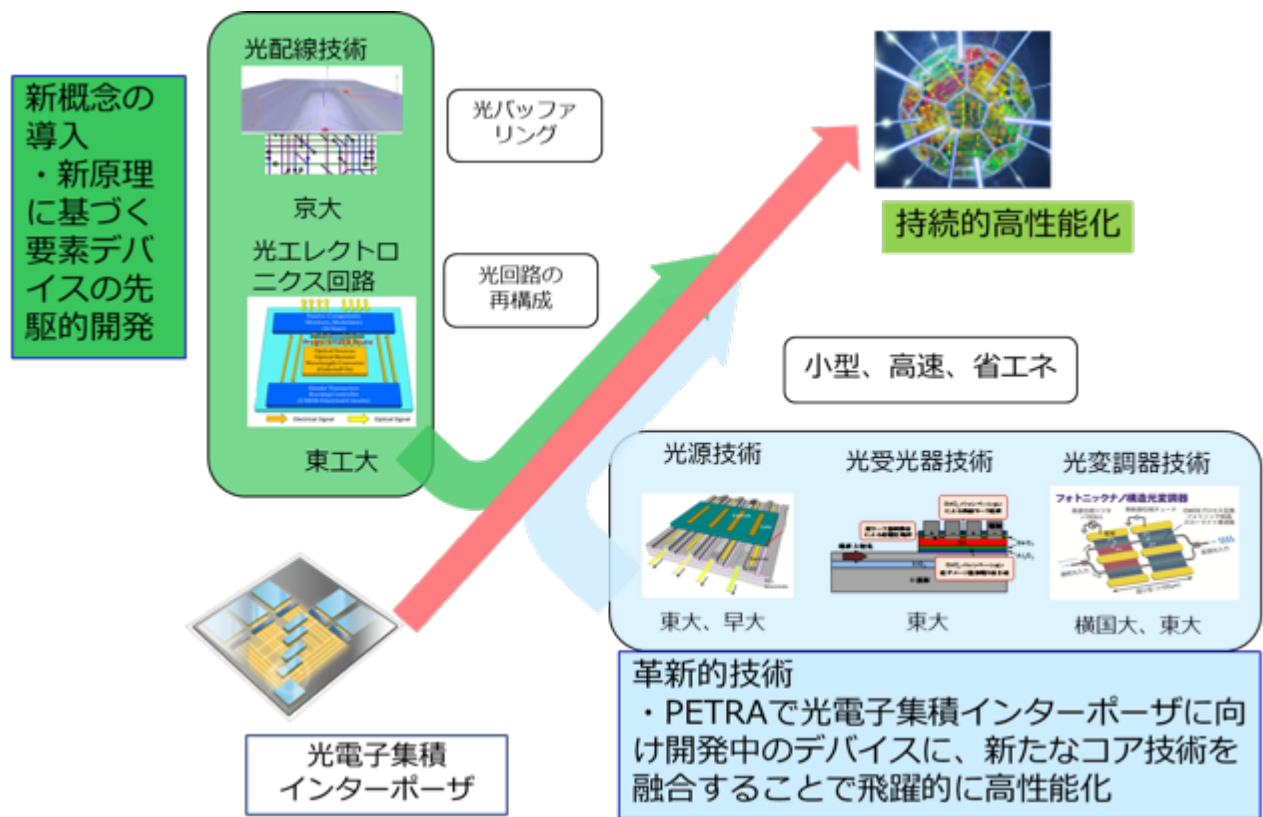 新概念の
導入
・新原理
に基づく
要素デバ
イスの先
駆的開発
光配線技術
京大
光エレクトロ
ニクス回路
Electrical Signal
Optical Signal
東工大
光バッファ
リング
光回路の
再構成
持続的高性能化
小型、高速、省エネ
光源技術
東大、早大
光受光器技術
東大
光変調器技術
フォトニックナノ構造光変調器
横国大、東大
革新的技術
・PETRAで光電子集積インターポーザに向
け開発中のデバイスに、新たなコア技術を
融合することで飛躍的に高性能化
光電子集積
インターポーザ